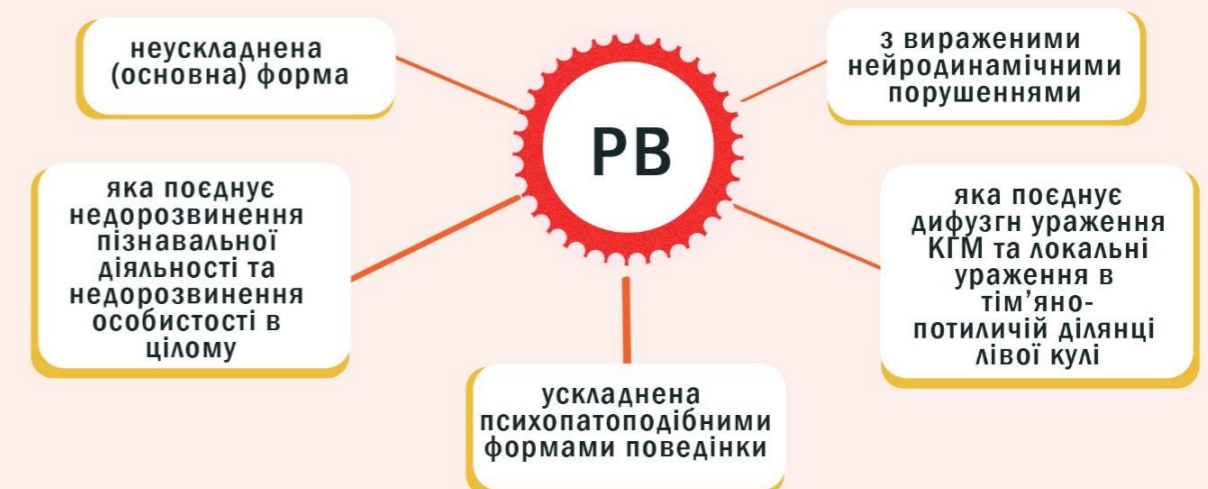 неускладнена
(основна) форма
з вираженими
нейродинамічними
порушеннями
РВ
яка поєднує
недорозвинення
пізнавальної
діяльності та
недорозвинення
особистості в
цілому
яка поєднує
дифузгн ураження
КГМ та локальні
ураження в
тім’яно-
потиличій ділянці
лівої кулі
ускладнена
психопатоподібними
формами поведінки